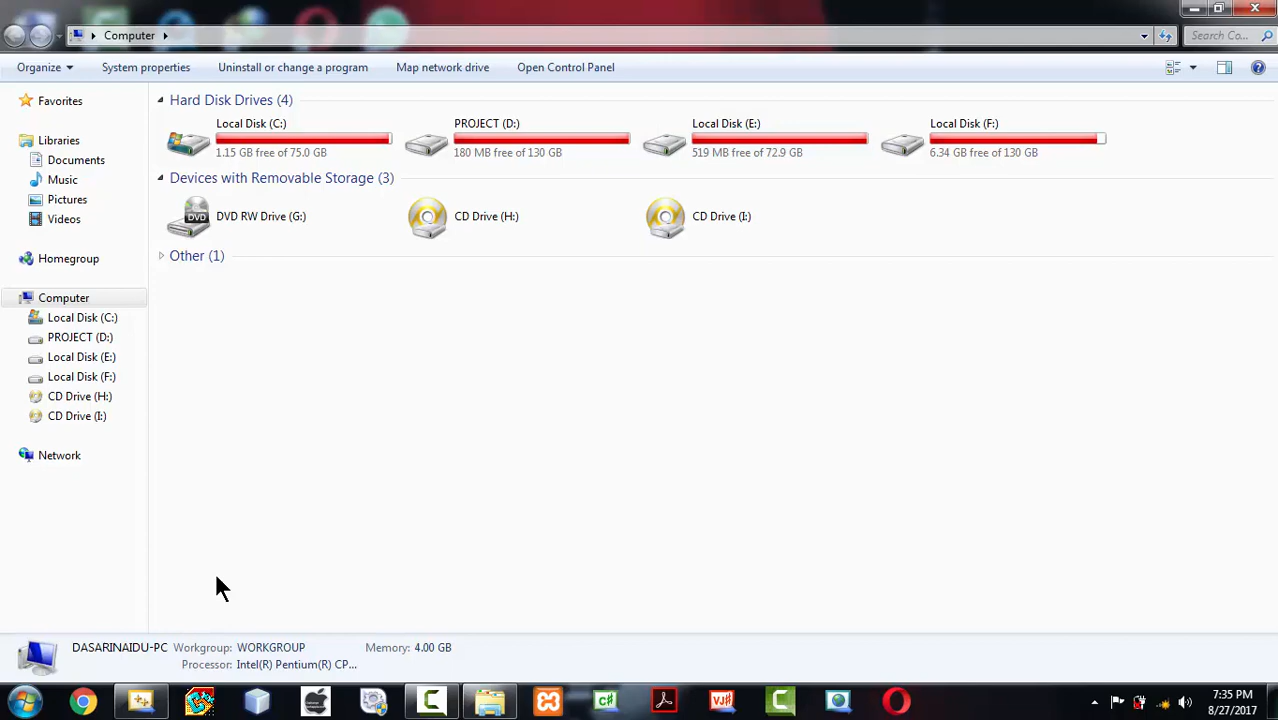 Computer
Search Co...
Organize
System properties
Uninstall or change a program
Map network drive
Open Control Panel
Favorites
Libraries
Documents
Music
Pictures
Videos
Homegroup
Computer
Local Disk (C:)
PROJECT (D:)
Local Disk (E:)
Local Disk (F:)
CD Drive (H:)
CD Drive (I:)
Network
Hard Disk Drives (4)
Local Disk (C:)
1.15 GB free of 75.0 GB
PROJECT (D:)
180 MB free of 130 GB
Local Disk (E:)
519 MB free of 72.9 GB
Local Disk (F:)
6.34 GB free of 130 GB
Devices with Removable Storage (3)
DVD
DVD RW Drive (G:)
CD Drive (H:)
CD Drive (I:)
Other (1)
DASARINAIDU-PC Workgroup: WORKGROUP Memory: 4.00 GB
Processor: Intel(R) Pentium(R) CP...
C#
VJ#
7:35 PM
8/27/2017